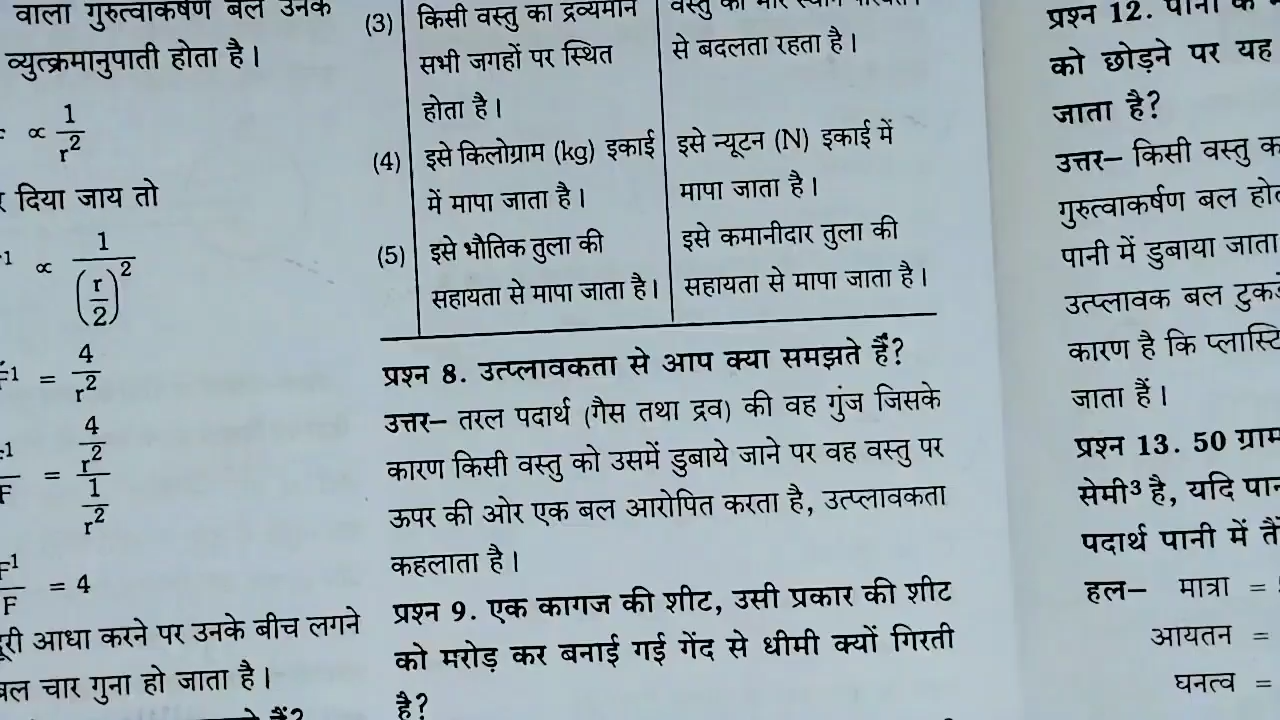 वाला गुरुत्वाकर्षण बल उनके
व्युत्क्रमानुपाती होता है।
∝ 1/r²
दिया जाय तो
1 ∝ 1/(r/2)²
F¹ = 4/r²
F¹/F = (4/r²)/(1/r²)
F¹/F = 4
दूरी आधा करने पर उनके बीच लगने
बल चार गुना हो जाता है।
(3) किसी वस्तु का द्रव्यमान
सभी जगहों पर स्थित
होता है।
से बदलता रहता है।
(4) इसे किलोग्राम (kg) इकाई
में मापा जाता है।
इसे न्यूटन (N) इकाई में
मापा जाता है।
(5) इसे भौतिक तुला की
सहायता से मापा जाता है।
इसे कमानीदार तुला की
सहायता से मापा जाता है।
प्रश्न 8. उत्प्लावकता से आप क्या समझते हैं?
उत्तर– तरल पदार्थ (गैस तथा द्रव) की वह गुंज जिसके
कारण किसी वस्तु को उसमें डुबाये जाने पर वह वस्तु पर
ऊपर की ओर एक बल आरोपित करता है, उत्प्लावकता
कहलाता है।
प्रश्न 9. एक कागज की शीट, उसी प्रकार की शीट
को मरोड़ कर बनाई गई गेंद से धीमी क्यों गिरती
है?
प्रश्न 12. पानी के
को छोड़ने पर यह
जाता है?
उत्तर– किसी वस्तु
गुरुत्वाकर्षण बल
पानी में डुबाया जाता
उत्प्लावक बल
कारण है कि
जाता हैं।
प्रश्न 13. 50 ग्राम
सेमी³ है, यदि
पदार्थ पानी में
हल– मात्रा =
आयतन =
घनत्व =